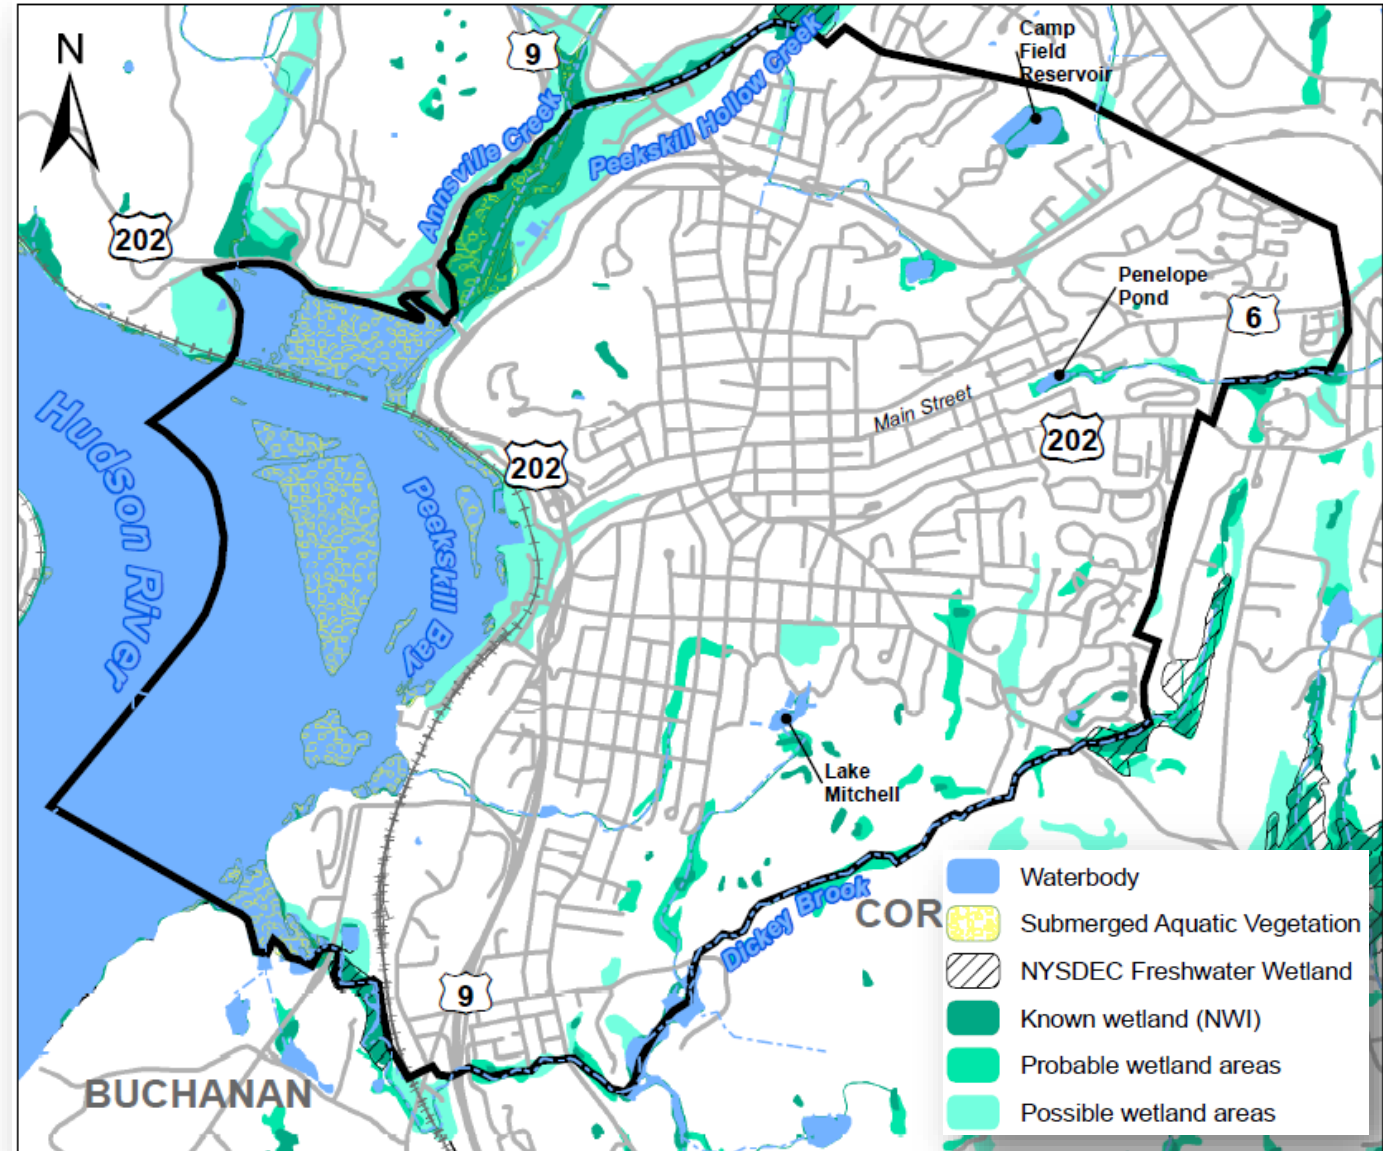 N
9
Camp
Field
Reservoir
Annsville Creek
Peekskill Hollow Creek
202
Penelope
Pond
6
Main Street
202
202
Hudson River
Peekskill Bay
Lake
Mitchell
Dickey Brook
COR
9
BUCHANAN
Waterbody
Submerged Aquatic Vegetation
NYSDEC Freshwater Wetland
Known wetland (NWI)
Probable wetland areas
Possible wetland areas